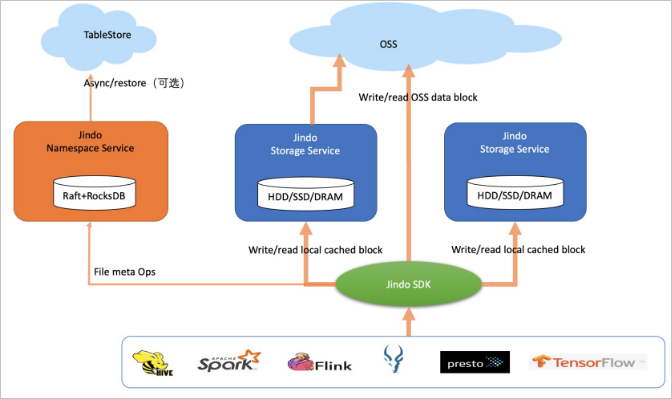 TableStore
OSS
Async/restore（可选）
Write/read OSS data block
Jindo
Namespace Service
Raft+RocksDB
Jindo
Storage Service
HDD/SSD/DRAM
Jindo
Storage Service
HDD/SSD/DRAM
Write/read local cached block
Write/read local cached block
File meta Ops
Jindo SDK
HIVE
APACHE
Spark
Flink
presto
TensorFlow